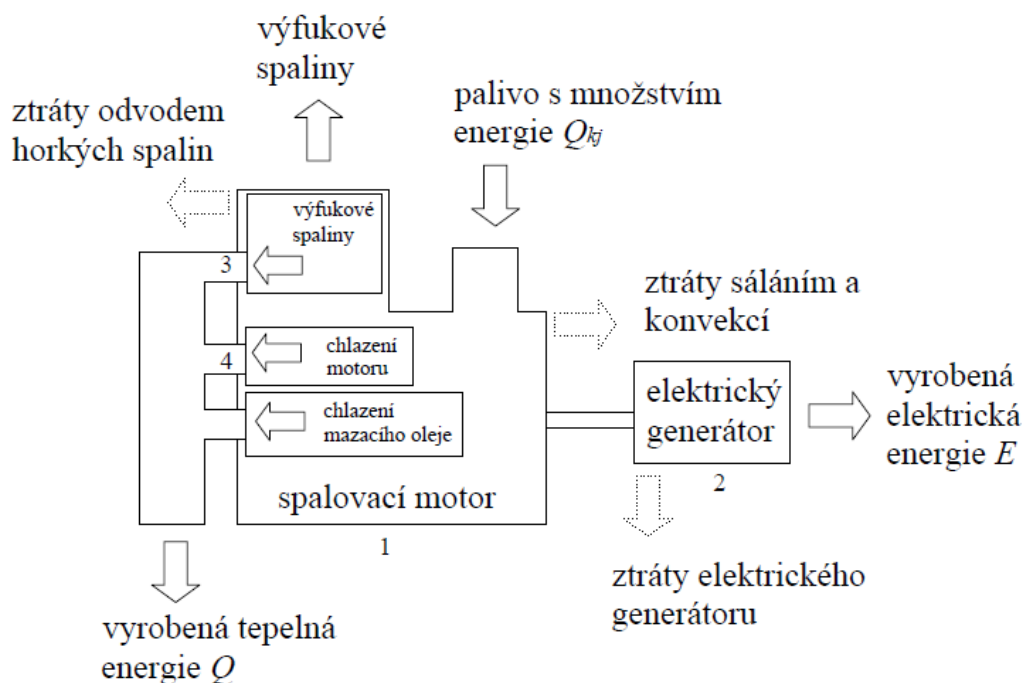 výfukové
spaliny
ztráty odvodem
horkých spalin
palivo s množstvím
energie Qkj
výfukové
spaliny
3
ztráty sáláním a
konvekcí
4
chlazení
motoru
chlazení
mazacího oleje
elektrický
generátor
2
vyrobená
elektrická
energie E
spalovací motor
1
ztráty elektrického
generátoru
vyrobená tepelná
energie Q